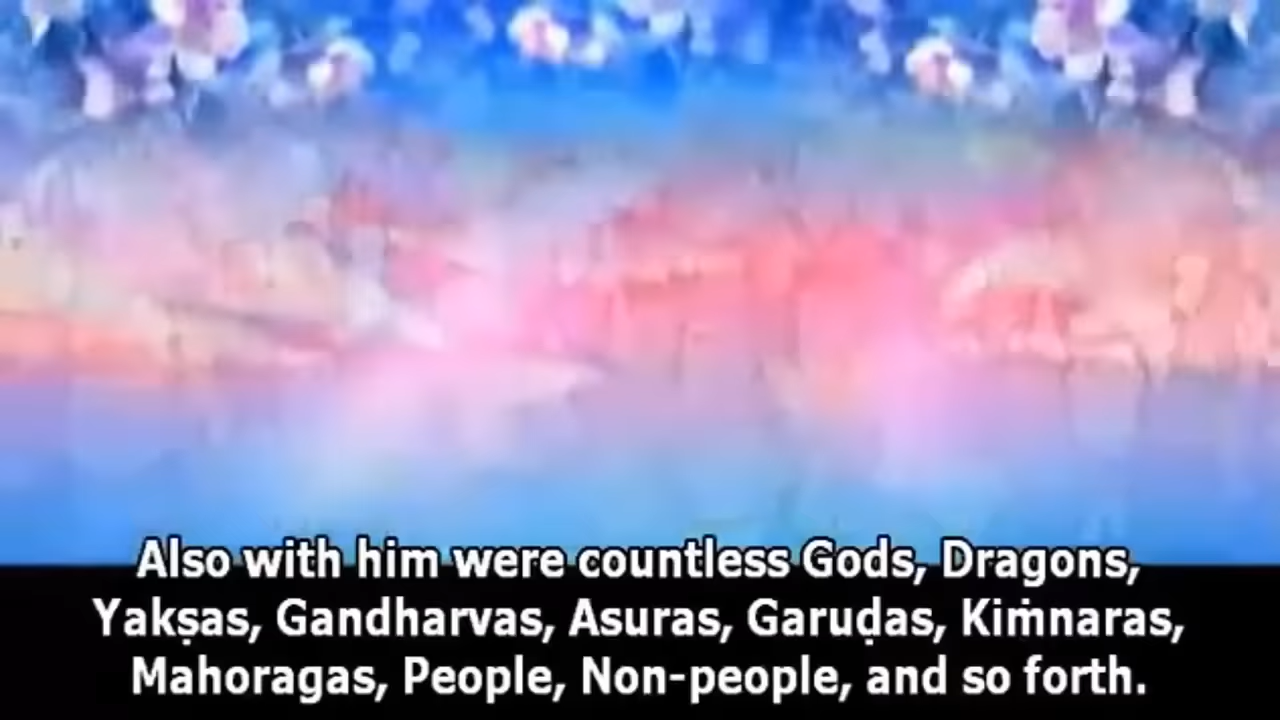 Also with him were countless Gods, Dragons,
Yakṣas, Gandharvas, Asuras, Garuḍas, Kiṁnaras,
Mahoragas, People, Non-people, and so forth.